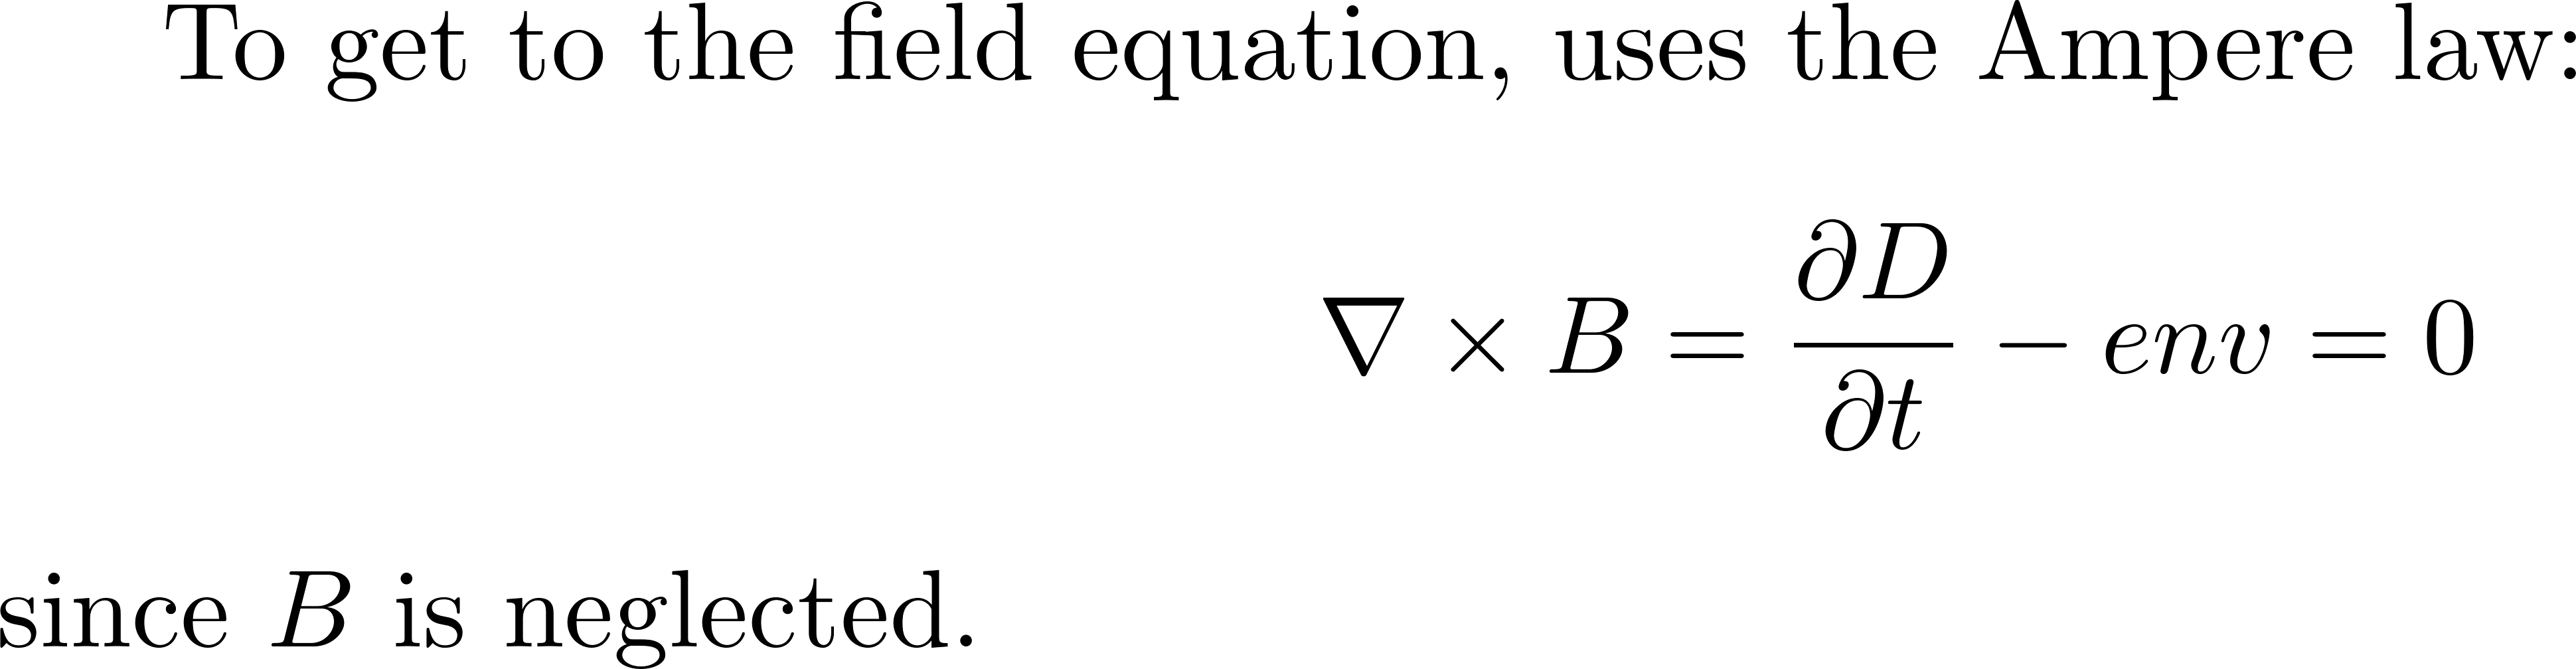 To get to the field equation, uses the Ampere law:
∇ × B = ∂D/∂t − env = 0
since B is neglected.